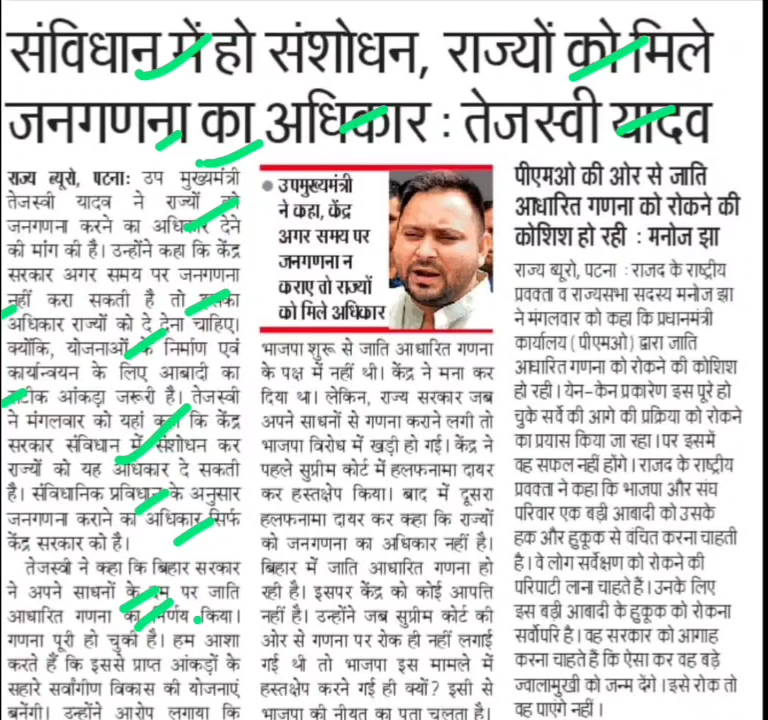 संविधान में हो संशोधन, राज्यों को मिले
जनगणना का अधिकार : तेजस्वी यादव
राज्य ब्यूरो, पटना: उप मुख्यमंत्री
तेजस्वी यादव ने राज्यों को
जनगणना करने का अधिकार देने
की मांग की है। उन्होंने कहा कि केंद्र
सरकार अगर समय पर जनगणना
नहीं करा सकती है तो इसका
अधिकार राज्यों को दे देना चाहिए।
क्योंकि, योजनाओं के निर्माण एवं
कार्यान्वयन के लिए आबादी का
सटीक आंकड़ा जरूरी है। तेजस्वी
ने मंगलवार को यहां कहा कि केंद्र
सरकार संविधान में संशोधन कर
राज्यों को यह अधिकार दे सकती
है। संविधानिक प्रविधान के अनुसार
जनगणना कराने का अधिकार सिर्फ
केंद्र सरकार को है।
तेजस्वी ने कहा कि बिहार सरकार
ने अपने साधनों के दम पर जाति
आधारित गणना का निर्णय किया।
गणना पूरी हो चुकी है। हम आशा
करते हैं कि इससे प्राप्त आंकड़ों के
सहारे सर्वांगीण विकास की योजनाएं
बनेंगी। उन्होंने आरोप लगाया कि
उपमुख्यमंत्री
ने कहा, केंद्र
अगर समय पर
जनगणना न
कराए तो राज्यों
को मिले अधिकार
भाजपा शुरू से जाति आधारित गणना
के पक्ष में नहीं थी। केंद्र ने मना कर
दिया था। लेकिन, राज्य सरकार जब
अपने साधनों से गणना कराने लगी तो
भाजपा विरोध में खड़ी हो गई। केंद्र ने
पहले सुप्रीम कोर्ट में हलफनामा दायर
कर हस्तक्षेप किया। बाद में दूसरा
हलफनामा दायर कर कहा कि राज्यों
को जनगणना का अधिकार नहीं है।
बिहार में जाति आधारित गणना हो
रही है। इसपर केंद्र को कोई आपत्ति
नहीं है। उन्होंने जब सुप्रीम कोर्ट की
ओर से गणना पर रोक ही नहीं लगाई
गई थी तो भाजपा इस मामले में
हस्तक्षेप करने गई ही क्यों? इसी से
भाजपा की नीयत का पता चलता है।
पीएमओ की ओर से जाति
आधारित गणना को रोकने की
कोशिश हो रही : मनोज झा
राज्य ब्यूरो, पटना : राजद के राष्ट्रीय
प्रवक्ता व राज्यसभा सदस्य मनोज झा
ने मंगलवार को कहा कि प्रधानमंत्री
कार्यालय (पीएमओ) द्वारा जाति
आधारित गणना को रोकने की कोशिश
हो रही। येन-केन प्रकारेण इस पूरे हो
चुके सर्वे की आगे की प्रक्रिया को रोकने
का प्रयास किया जा रहा। पर इसमें
वह सफल नहीं होंगे। राजद के राष्ट्रीय
प्रवक्ता ने कहा कि भाजपा और संघ
परिवार एक बड़ी आबादी को उसके
हक और हुकूक से वंचित करना चाहती
है। वे लोग सर्वेक्षण को रोकने की
परिपाटी लाना चाहते हैं। उनके लिए
इस बड़ी आबादी के हुकूक को रोकना
सर्वोपरि है। वह सरकार को आगाह
करना चाहते हैं कि ऐसा कर वह बड़े
ज्वालामुखी को जन्म देंगे। इसे रोक तो
वह पाएंगे नहीं।